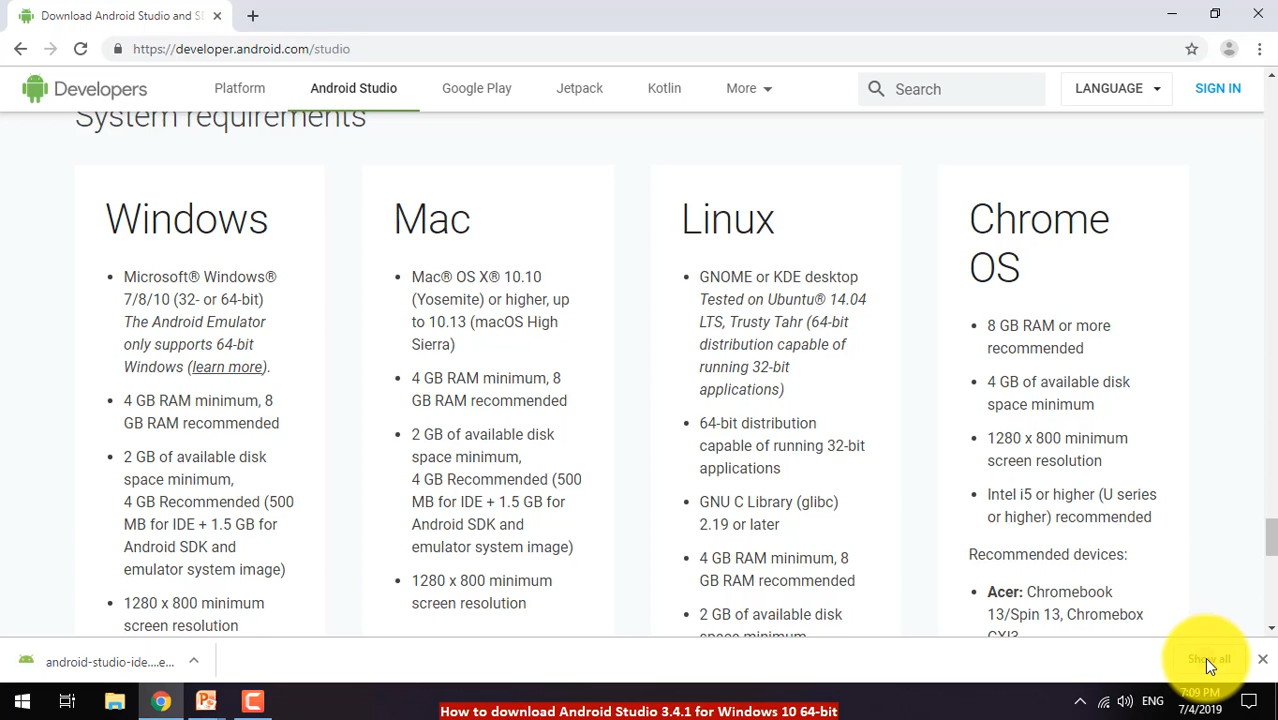 Download Android Studio and S
https://developer.android.com/studio
Developers
Platform
Android Studio
Google Play
Jetpack
Kotlin
More
Search
LANGUAGE
SIGN IN
System requirements
Windows
Microsoft® Windows®
7/8/10 (32- or 64-bit)
The Android Emulator
only supports 64-bit
Windows (learn more).
4 GB RAM minimum, 8
GB RAM recommended
2 GB of available disk
space minimum,
4 GB Recommended (500
MB for IDE + 1.5 GB for
Android SDK and
emulator system image)
1280 x 800 minimum
screen resolution
Mac
Mac® OS X® 10.10
(Yosemite) or higher, up
to 10.13 (macOS High
Sierra)
4 GB RAM minimum, 8
GB RAM recommended
2 GB of available disk
space minimum,
4 GB Recommended (500
MB for IDE + 1.5 GB for
Android SDK and
emulator system image)
1280 x 800 minimum
screen resolution
Linux
GNOME or KDE desktop
Tested on Ubuntu® 14.04
LTS, Trusty Tahr (64-bit
distribution capable of
running 32-bit
applications)
64-bit distribution
capable of running 32-bit
applications
GNU C Library (glibc)
2.19 or later
4 GB RAM minimum, 8
GB RAM recommended
2 GB of available disk
space minimum
Chrome
OS
8 GB RAM or more
recommended
4 GB of available disk
space minimum
1280 x 800 minimum
screen resolution
Intel i5 or higher (U series
or higher) recommended
Recommended devices:
Acer: Chromebook
13/Spin 13, Chromebox
CXI3
android-studio-ide....e...
Show all
ENG
7:09 PM
7/4/2019
How to download Android Studio 3.4.1 for Windows 10 64-bit